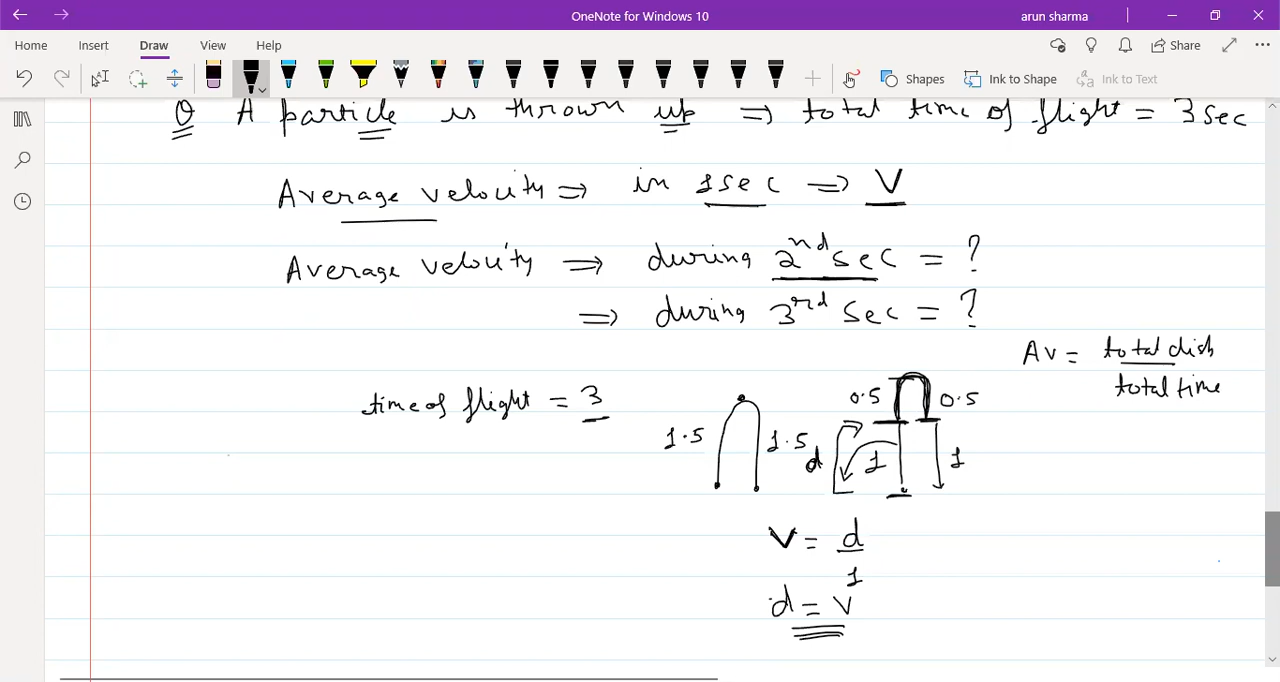 OneNote for Windows 10
arun sharma
Home Insert Draw View Help
Share
Shapes Ink to Shape Ink to Text
Q A particle is thrown up ⇒ total time of flight = 3 sec
Average velocity ⇒ in 1 sec ⇒ V
Average velocity ⇒ during 2nd sec = ?
⇒ during 3rd sec = ?
Av = total dish
total time
time of flight = 3
1.5 1.5
0.5 0.5
d 1 1
V = d
1
d = v